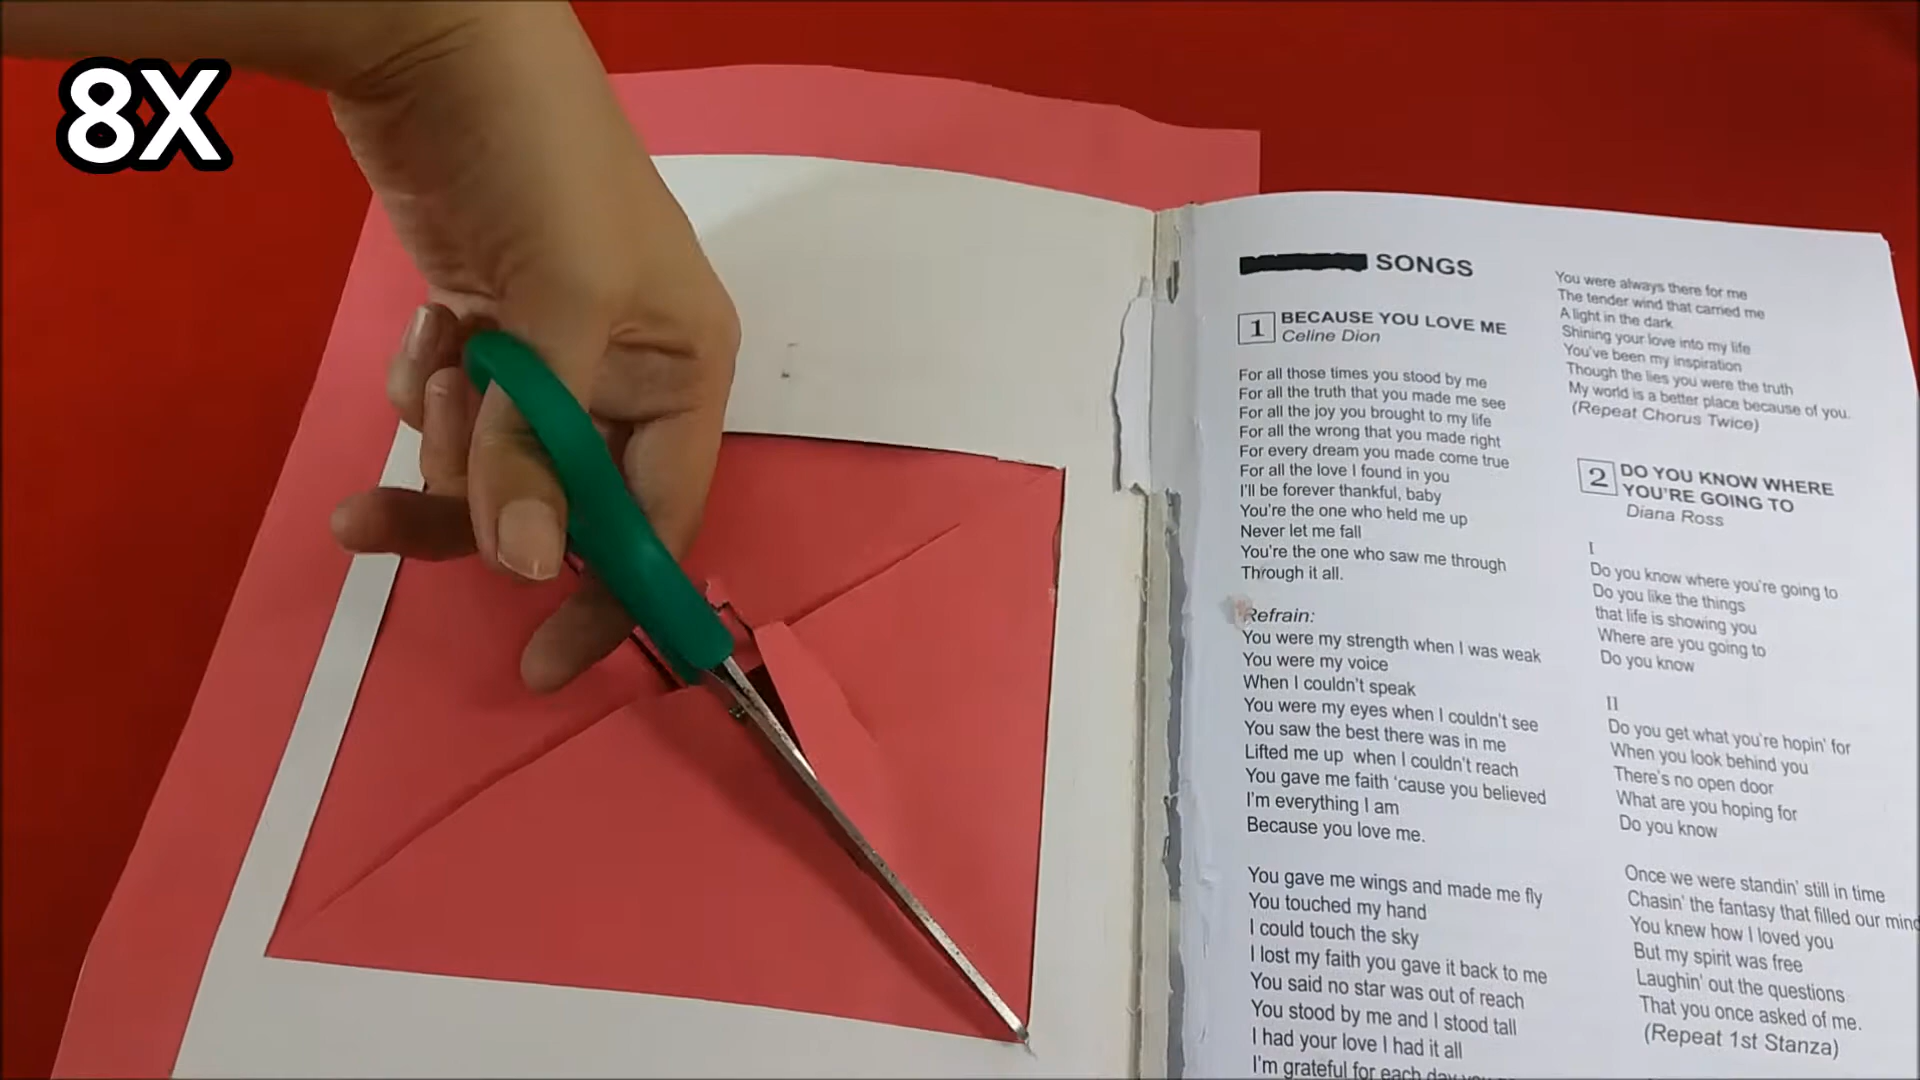 8X
SONGS
1 BECAUSE YOU LOVE ME
Celine Dion
For all those times you stood by me
For all the truth that you made me see
For all the joy you brought to my life
For all the wrong that you made right
For every dream you made come true
For all the love I found in you
I'll be forever thankful, baby
You're the one who held me up
Never let me fall
You're the one who saw me through
Through it all.
Refrain:
You were my strength when I was weak
You were my voice
When I couldn't speak
You were my eyes when I couldn't see
You saw the best there was in me
Lifted me up when I couldn't reach
You gave me faith 'cause you believed
I'm everything I am
Because you love me.
You gave me wings and made me fly
You touched my hand
I could touch the sky
I lost my faith you gave it back to me
You said no star was out of reach
You stood by me and I stood tall
I had your love I had it all
I'm grateful for each day
You were always there for me
The tender wind that carried me
A light in the dark
Shining your love into my life
You've been my inspiration
Though the lies you were the truth
My world is a better place because of you.
(Repeat Chorus Twice)
2 DO YOU KNOW WHERE
YOU'RE GOING TO
Diana Ross
I
Do you know where you're going to
Do you like the things
that life is showing you
Where are you going to
Do you know
II
Do you get what you're hopin' for
When you look behind you
There's no open door
What are you hoping for
Do you know
Once we were standin' still in time
Chasin' the fantasy that filled our mind
You knew how I loved you
But my spirit was free
Laughin' out the questions
That you once asked of me.
(Repeat 1st Stanza)